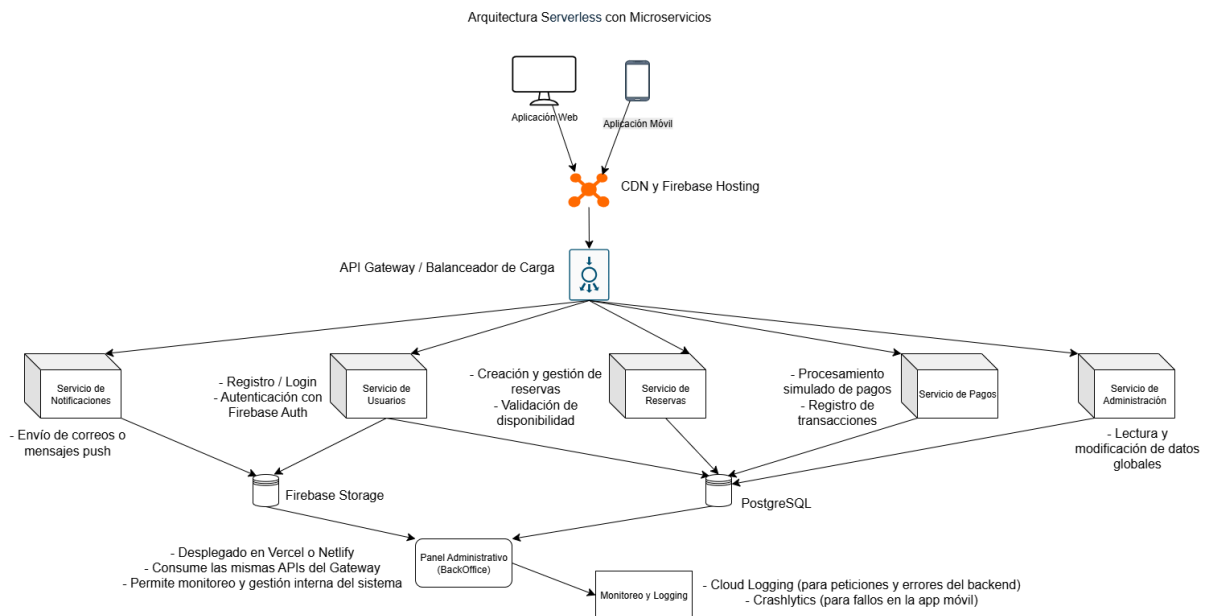 Arquitectura Serverless con Microservicios
Aplicación Web
Aplicación Móvil
CDN y Firebase Hosting
API Gateway / Balanceador de Carga
Servicio de
Notificaciones
- Envío de correos o
mensajes push
- Registro / Login
- Autenticación con
Firebase Auth
Servicio de
Usuarios
- Creación y gestión de
reservas
- Validación de
disponibilidad
Servicio de
Reservas
- Procesamiento
simulado de pagos
- Registro de
transacciones
Servicio de Pagos
Servicio de
Administración
- Lectura y
modificación de datos
globales
Firebase Storage
PostgreSQL
- Desplegado en Vercel o Netlify
- Consume las mismas APIs del Gateway
- Permite monitoreo y gestión interna del sistema
Panel Administrativo
(BackOffice)
Monitoreo y Logging
- Cloud Logging (para peticiones y errores del backend)
- Crashlytics (para fallos en la app móvil)